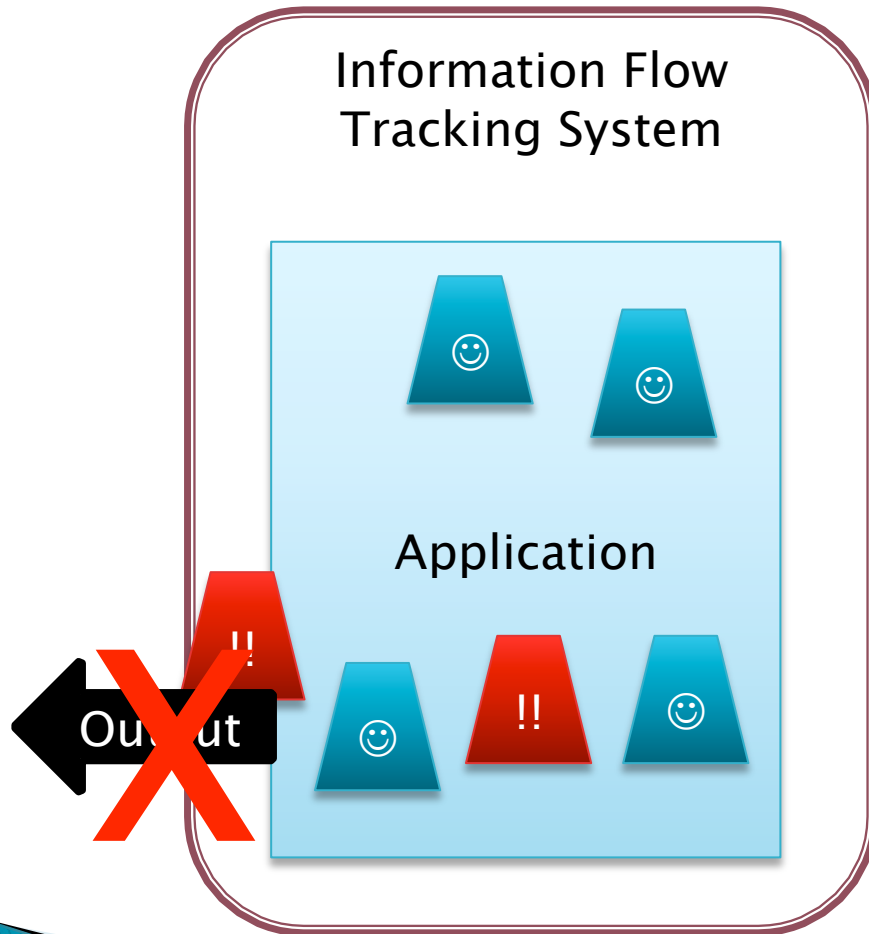 Information Flow
Tracking System
☺
☺
Application
!!
☺
!!
☺